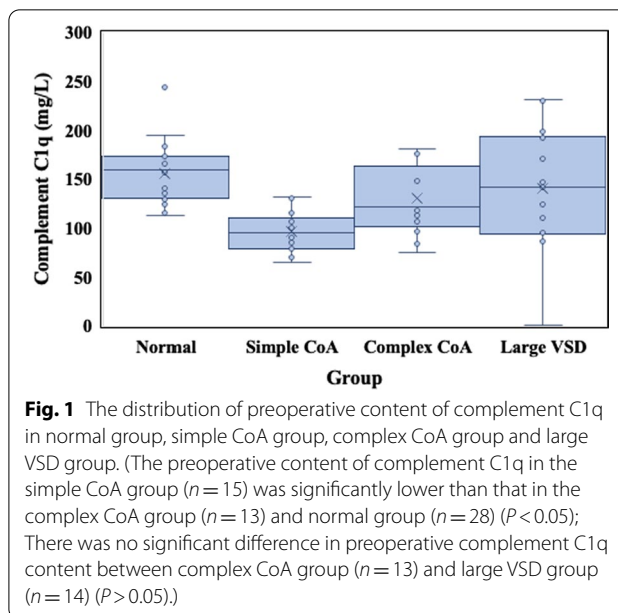 300
250
200
150
100
50
0
Complement C1q (mg/L)
Normal Simple CoA Complex CoA Large VSD
Group
Fig. 1 The distribution of preoperative content of complement C1q
in normal group, simple CoA group, complex CoA group and large
VSD group. (The preoperative content of complement C1q in the
simple CoA group (n = 15) was significantly lower than that in the
complex CoA group (n = 13) and normal group (n = 28) (P < 0.05);
There was no significant difference in preoperative complement C1q
content between complex CoA group (n = 13) and large VSD group
(n = 14) (P > 0.05).)